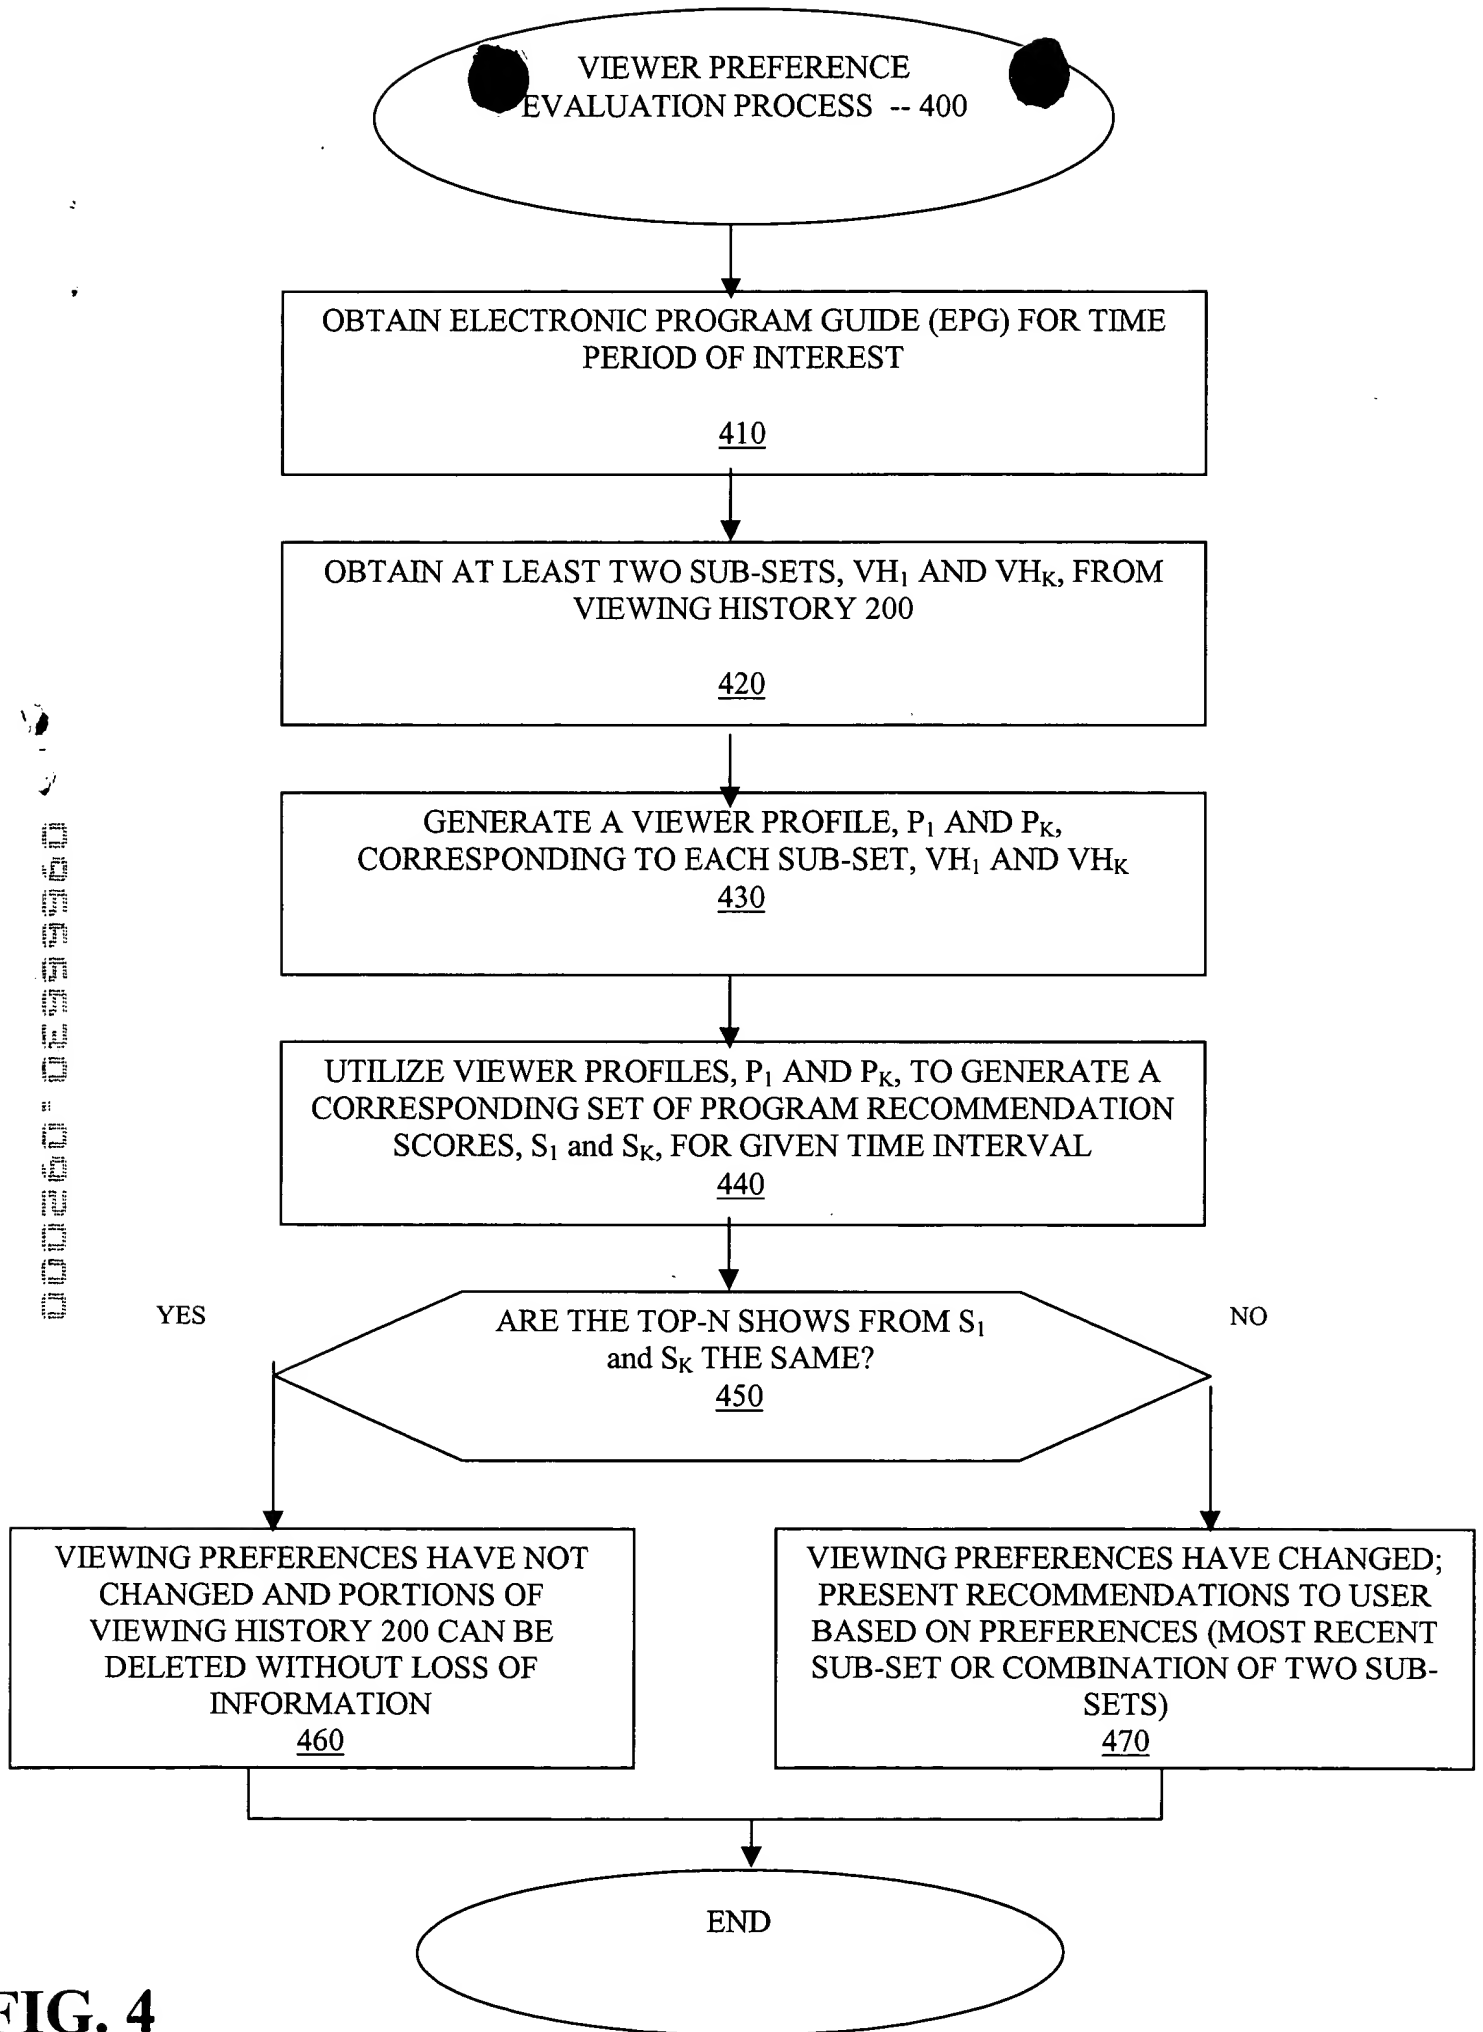 VIEWER PREFERENCE
EVALUATION PROCESS -- 400
OBTAIN ELECTRONIC PROGRAM GUIDE (EPG) FOR TIME
PERIOD OF INTEREST
410
OBTAIN AT LEAST TWO SUB-SETS, VH₁ AND VHK, FROM
VIEWING HISTORY 200
420
GENERATE A VIEWER PROFILE, P₁ AND PK,
CORRESPONDING TO EACH SUB-SET, VH₁ AND VHK
430
UTILIZE VIEWER PROFILES, P₁ AND PK, TO GENERATE A
CORRESPONDING SET OF PROGRAM RECOMMENDATION
SCORES, S₁ and SK, FOR GIVEN TIME INTERVAL
440
YES
ARE THE TOP-N SHOWS FROM S₁
and SK THE SAME?
450
NO
VIEWING PREFERENCES HAVE NOT
CHANGED AND PORTIONS OF
VIEWING HISTORY 200 CAN BE
DELETED WITHOUT LOSS OF
INFORMATION
460
VIEWING PREFERENCES HAVE CHANGED;
PRESENT RECOMMENDATIONS TO USER
BASED ON PREFERENCES (MOST RECENT
SUB-SET OR COMBINATION OF TWO SUB-
SETS)
470
END
FIG. 4